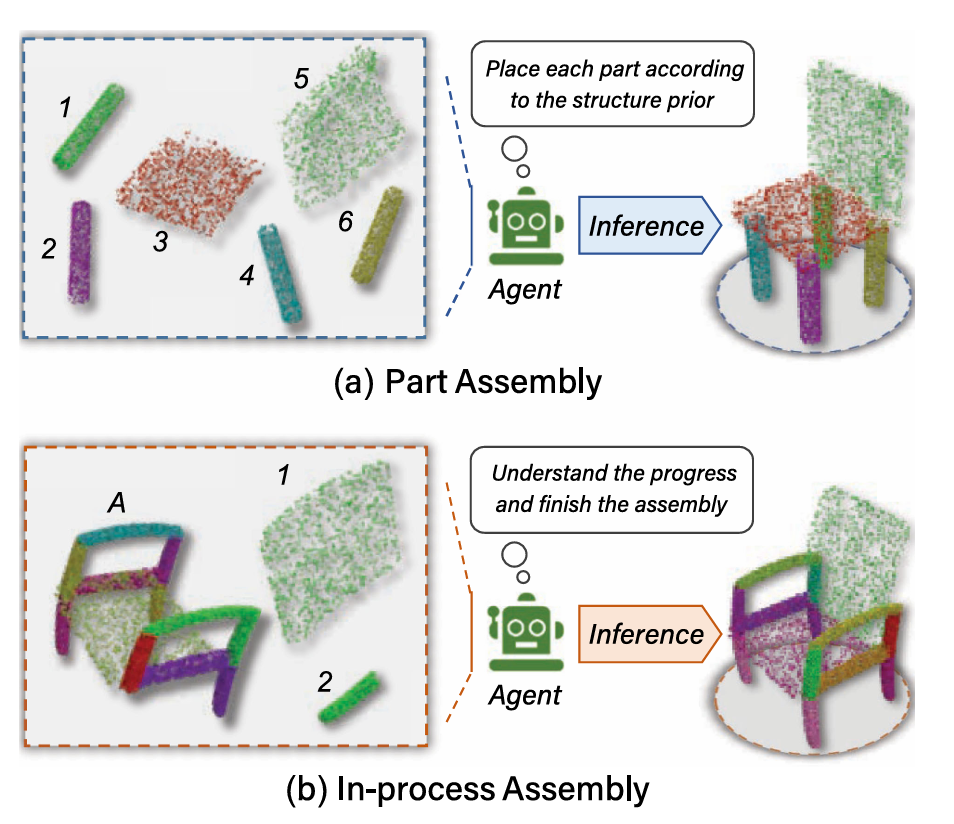 1
2
3
4
5
6
Place each part according
to the structure prior
Agent
Inference
(a) Part Assembly
A
1
2
Understand the progress
and finish the assembly
Agent
Inference
(b) In-process Assembly